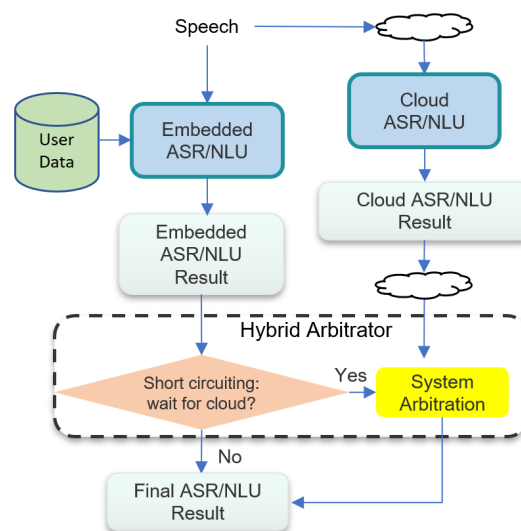 Speech
User
Data
Embedded
ASR/NLU
Cloud
ASR/NLU
Embedded
ASR/NLU
Result
Cloud ASR/NLU
Result
Hybrid Arbitrator
Short circuiting:
wait for cloud?
Yes
System
Arbitration
No
Final ASR/NLU
Result